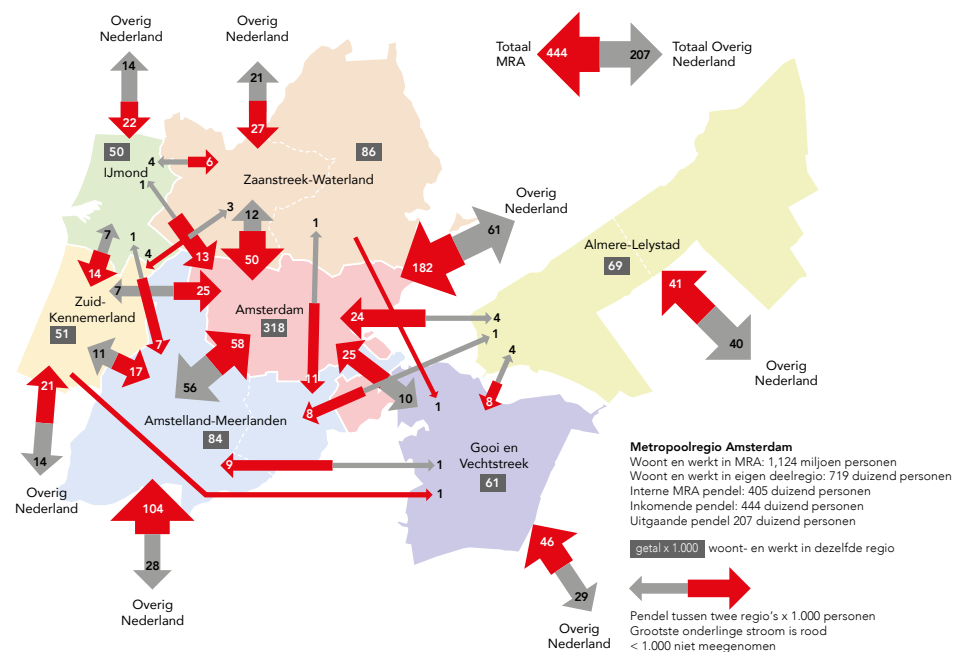 Overig
Nederland
Overig
Nederland
Totaal
MRA
444
207
Totaal Overig
Nederland
14
22
21
27
50
IJmond
4
6
1
86
Zaanstreek-Waterland
3
12
50
1
13
4
7
14
1
7
25
Overig
Nederland
61
182
Almere-Lelystad
69
41
40
Overig
Nederland
Zuid-
Kennemerland
51
Amsterdam
318
24
4
1
4
8
58
56
25
10
11
17
7
11
8
1
21
14
Overig
Nederland
Amstelland-Meerlanden
84
9
1
1
Gooi en
Vechtstreek
61
104
28
Overig
Nederland
46
29
Overig
Nederland
Metropoolregio Amsterdam
Woont en werkt in MRA: 1,124 miljoen personen
Woont en werkt in eigen deelregio: 719 duizend personen
Interne MRA pendel: 405 duizend personen
Inkomende pendel: 444 duizend personen
Uitgaande pendel 207 duizend personen
getal x 1.000 woont- en werkt in dezelfde regio
Pendel tussen twee regio's x 1.000 personen
Grootste onderlinge stroom is rood
< 1.000 niet meegenomen